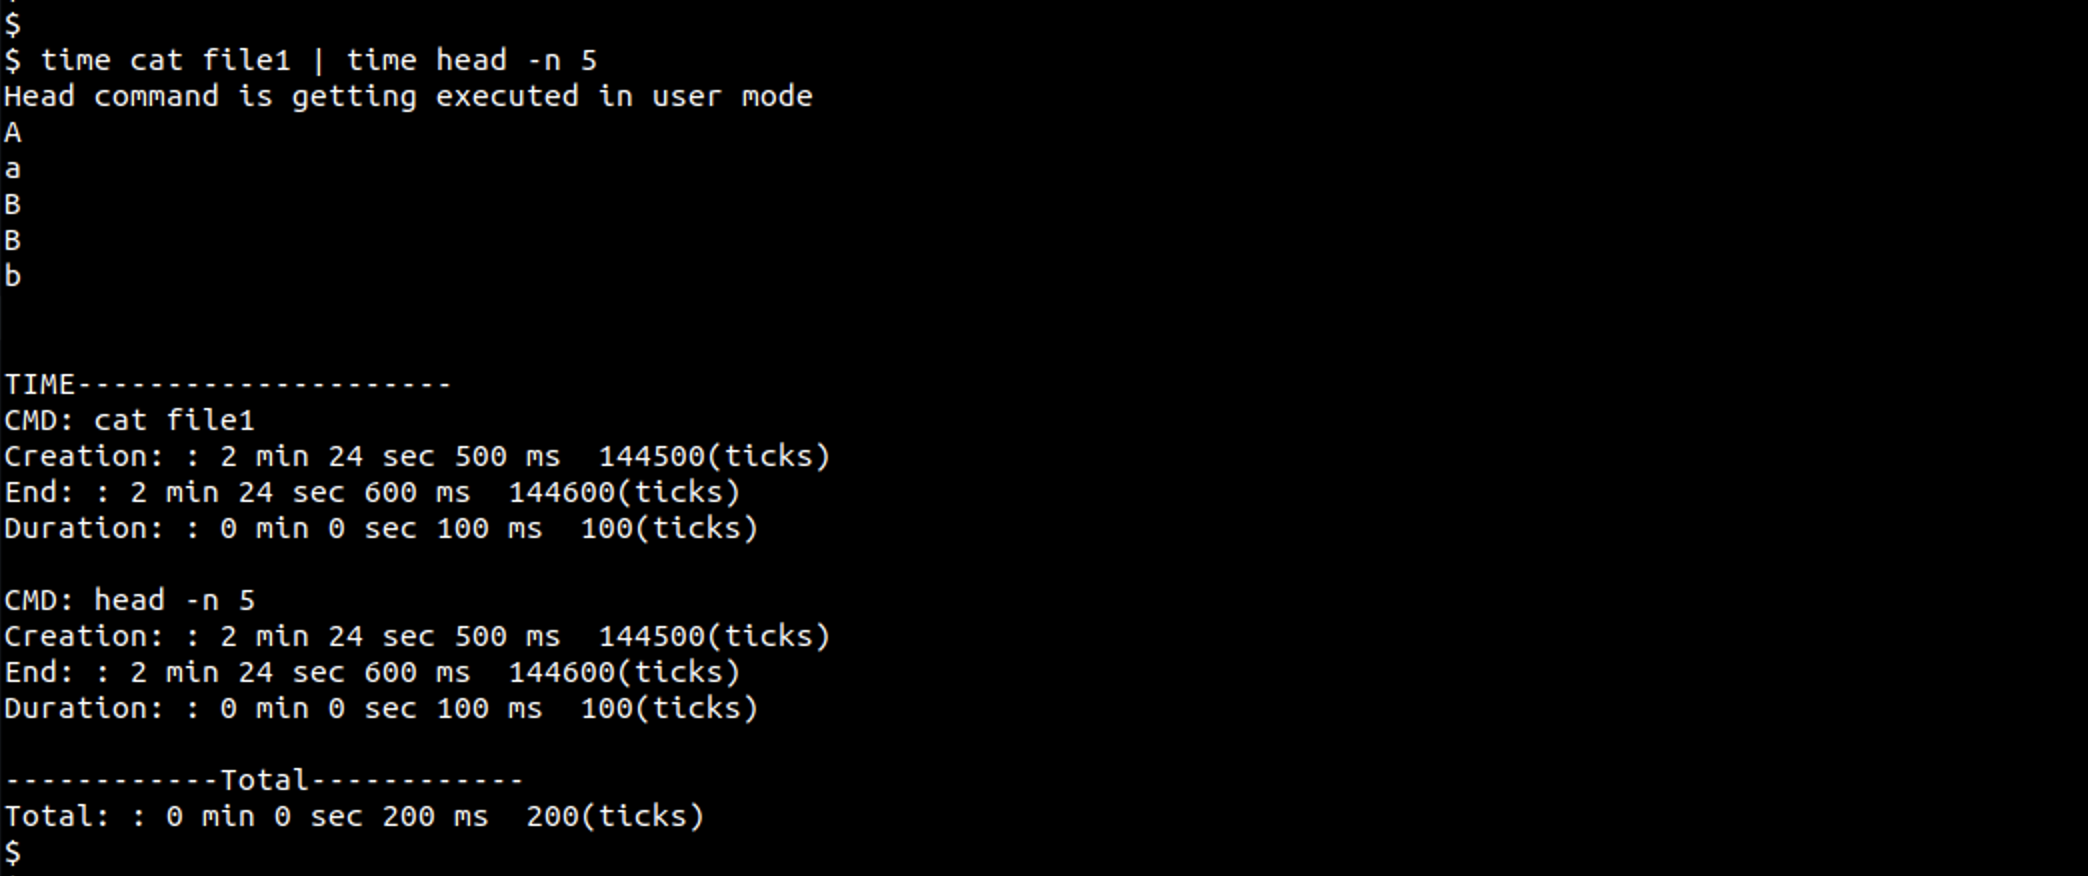 $
$ time cat file1 | time head -n 5
Head command is getting executed in user mode
A
a
B
B
b
TIME---------------------
CMD: cat file1
Creation: : 2 min 24 sec 500 ms  144500(ticks)
End: : 2 min 24 sec 600 ms  144600(ticks)
Duration: : 0 min 0 sec 100 ms  100(ticks)
CMD: head -n 5
Creation: : 2 min 24 sec 500 ms  144500(ticks)
End: : 2 min 24 sec 600 ms  144600(ticks)
Duration: : 0 min 0 sec 100 ms  100(ticks)
------------Total------------
Total: : 0 min 0 sec 200 ms  200(ticks)
$